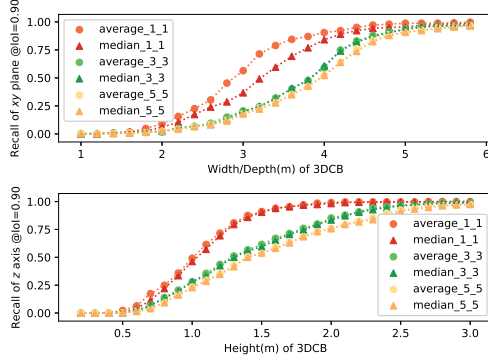 Recall of xy plane @IoI=0.90
1.00
0.75
0.50
0.25
0.00
average_1_1
median_1_1
average_3_3
median_3_3
average_5_5
median_5_5
1 2 3 4 5 6
Width/Depth(m) of 3DCB
Recall of z axis @IoI=0.90
1.00
0.75
0.50
0.25
0.00
average_1_1
median_1_1
average_3_3
median_3_3
average_5_5
median_5_5
0.5 1.0 1.5 2.0 2.5 3.0
Height(m) of 3DCB